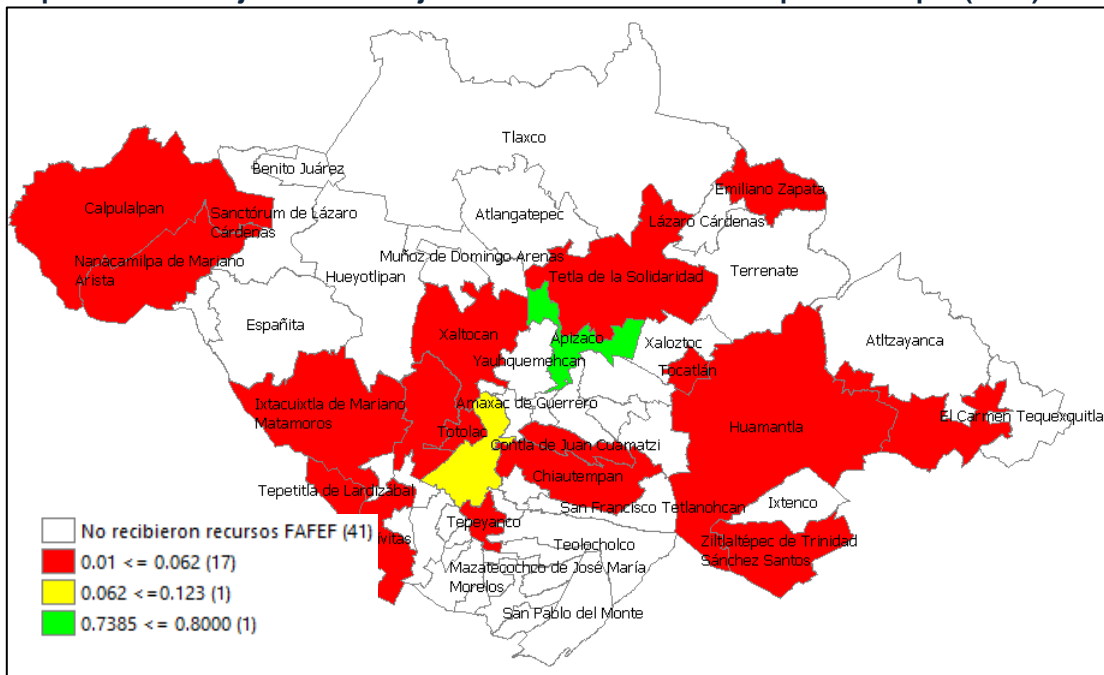 Tlaxco
Benito Juárez
Emiliano Zapata
Calpulaipan
Sanctórum de Lázaro
Cárdenas
Atlangatepec
Lázaro Cárdenas
Muñoz de Domingo Arenas
Nanacamilpa de Mariano
Arista
Hueyotlipan
Tetla de la Solidaridad
Terrenate
Españita
Xaltocan
Apizaco
Xaloztoc
Atltzayanca
Yauhquemehcan
Tocatlán
Ixtacuixtla de Mariano
Matamoros
Amaxac de Guerrero
El Carmen Tequexquitla
Totolac
Contla de Juan Cuamatzi
Huamantla
Chiautempan
Tepetitla de Lardizábal
San Francisco Tetlanohcan
Ixtenco
Tepeyanco
Ziltlaltépec de Trinidad
Sánchez Santos
Teolocholco
ivitas
Mazatecochco de José María
Morelos
San Pablo del Monte
No recibieron recursos FAFEF (41)
0.01 <= 0.062 (17)
0.062 <=0.123 (1)
0.7385 <= 0.8000 (1)